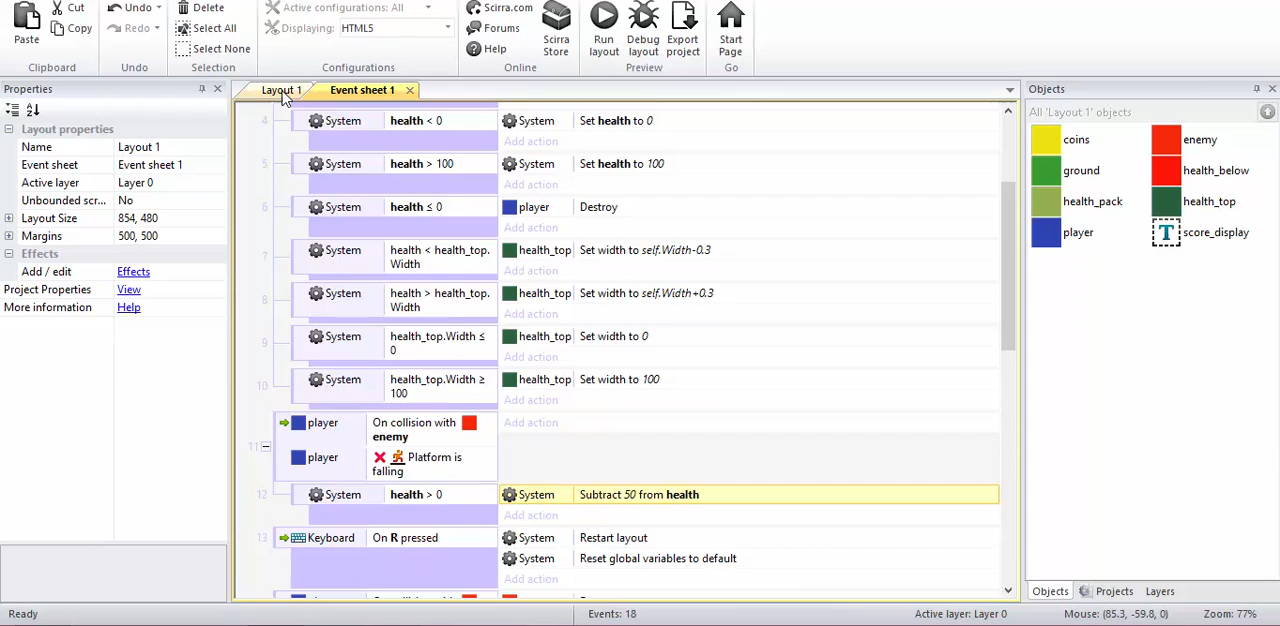 Cut
Undo
Delete
Active configurations: All
Scirra.com
Copy
Redo
Select All
Displaying: HTML5
Forums
Paste
Select None
Help
Scirra Store
Run layout
Debug layout
Export project
Start Page
Clipboard
Undo
Selection
Configurations
Online
Preview
Go
Properties
Layout 1
Event sheet 1
Objects
Layout properties
Name Layout 1
Event sheet Event sheet 1
Active layer Layer 0
Unbounded scr... No
Layout Size 854, 480
Margins 500, 500
Effects
Add / edit Effects
Project Properties View
More information Help
4 System health < 0 System Set health to 0
Add action
5 System health > 100 System Set health to 100
Add action
6 System health ≤ 0 player Destroy
Add action
7 System health < health_top. health_top Set width to self.Width-0.3
Width
Add action
8 System health > health_top. health_top Set width to self.Width+0.3
Width
Add action
9 System health_top.Width ≤ health_top Set width to 0
0
Add action
10 System health_top.Width ≥ health_top Set width to 100
100
Add action
11 player On collision with Add action
enemy
player Platform is
falling
12 System health > 0 System Subtract 50 from health
Add action
13 Keyboard On R pressed System Restart layout
System Reset global variables to default
Add action
All 'Layout 1' objects
coins enemy
ground health_below
health_pack health_top
player T score_display
Objects Projects Layers
Ready Events: 18 Active layer: Layer 0 Mouse: (85.3, -59.8, 0) Zoom: 77%